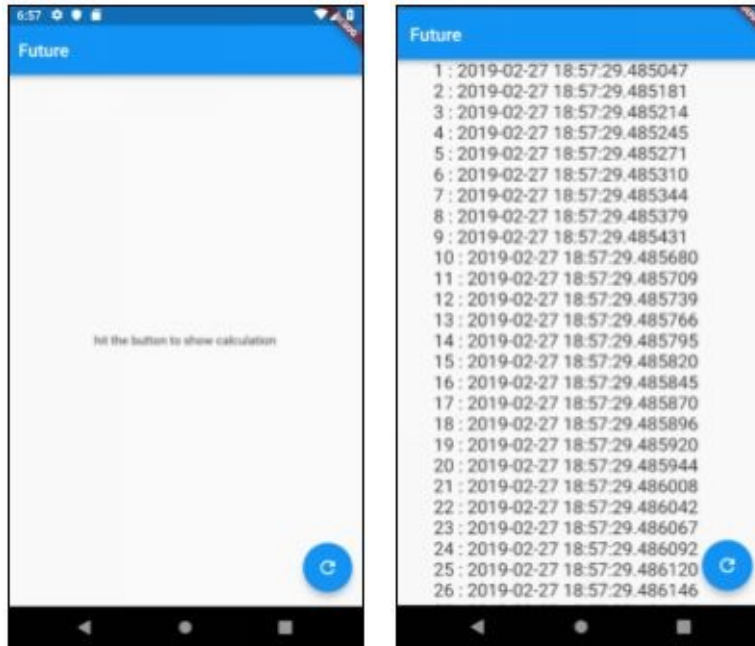 6:57
Future
hit the button to show calculation
Future
1 : 2019-02-27 18:57:29.485047
2 : 2019-02-27 18:57:29.485181
3 : 2019-02-27 18:57:29.485214
4 : 2019-02-27 18:57:29.485245
5 : 2019-02-27 18:57:29.485271
6 : 2019-02-27 18:57:29.485310
7 : 2019-02-27 18:57:29.485344
8 : 2019-02-27 18:57:29.485379
9 : 2019-02-27 18:57:29.485431
10 : 2019-02-27 18:57:29.485680
11 : 2019-02-27 18:57:29.485709
12 : 2019-02-27 18:57:29.485739
13 : 2019-02-27 18:57:29.485766
14 : 2019-02-27 18:57:29.485795
15 : 2019-02-27 18:57:29.485820
16 : 2019-02-27 18:57:29.485845
17 : 2019-02-27 18:57:29.485870
18 : 2019-02-27 18:57:29.485896
19 : 2019-02-27 18:57:29.485920
20 : 2019-02-27 18:57:29.485944
21 : 2019-02-27 18:57:29.486008
22 : 2019-02-27 18:57:29.486042
23 : 2019-02-27 18:57:29.486067
24 : 2019-02-27 18:57:29.486092
25 : 2019-02-27 18:57:29.486120
26 : 2019-02-27 18:57:29.486146